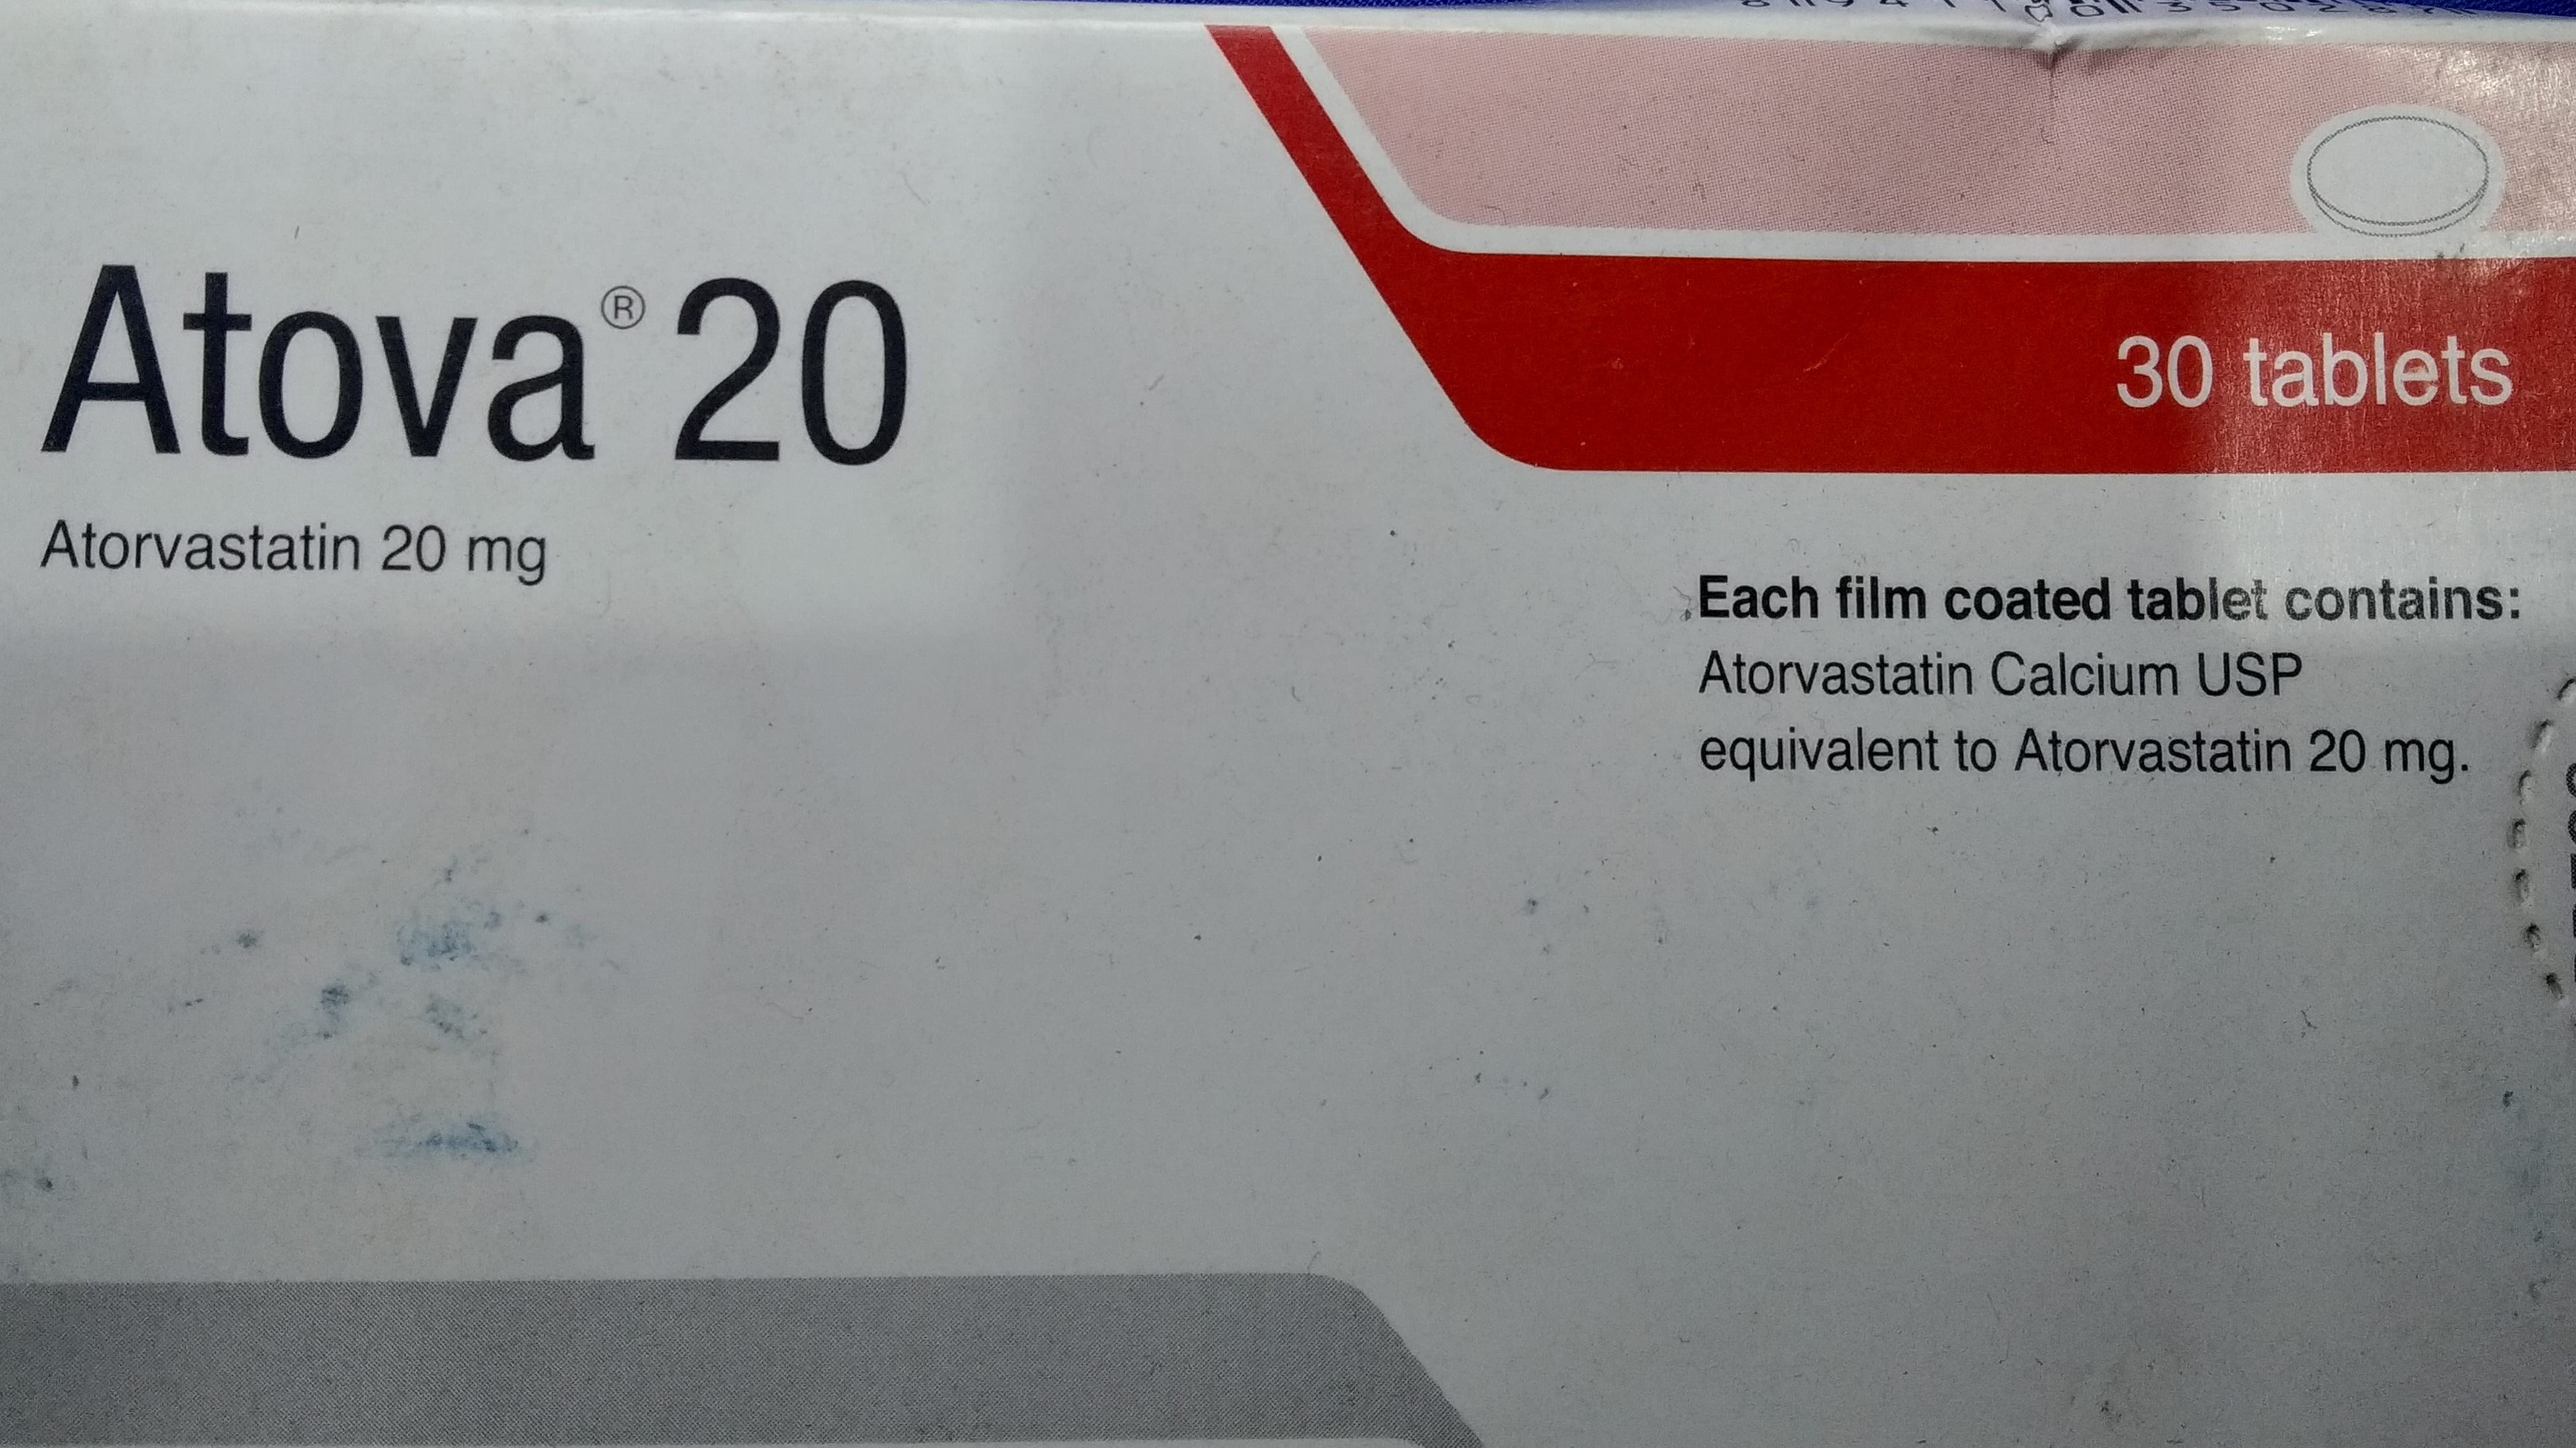 Atova® 20
Atorvastatin 20 mg
30 tablets
Each film coated tablet contains:
Atorvastatin Calcium USP
equivalent to Atorvastatin 20 mg.